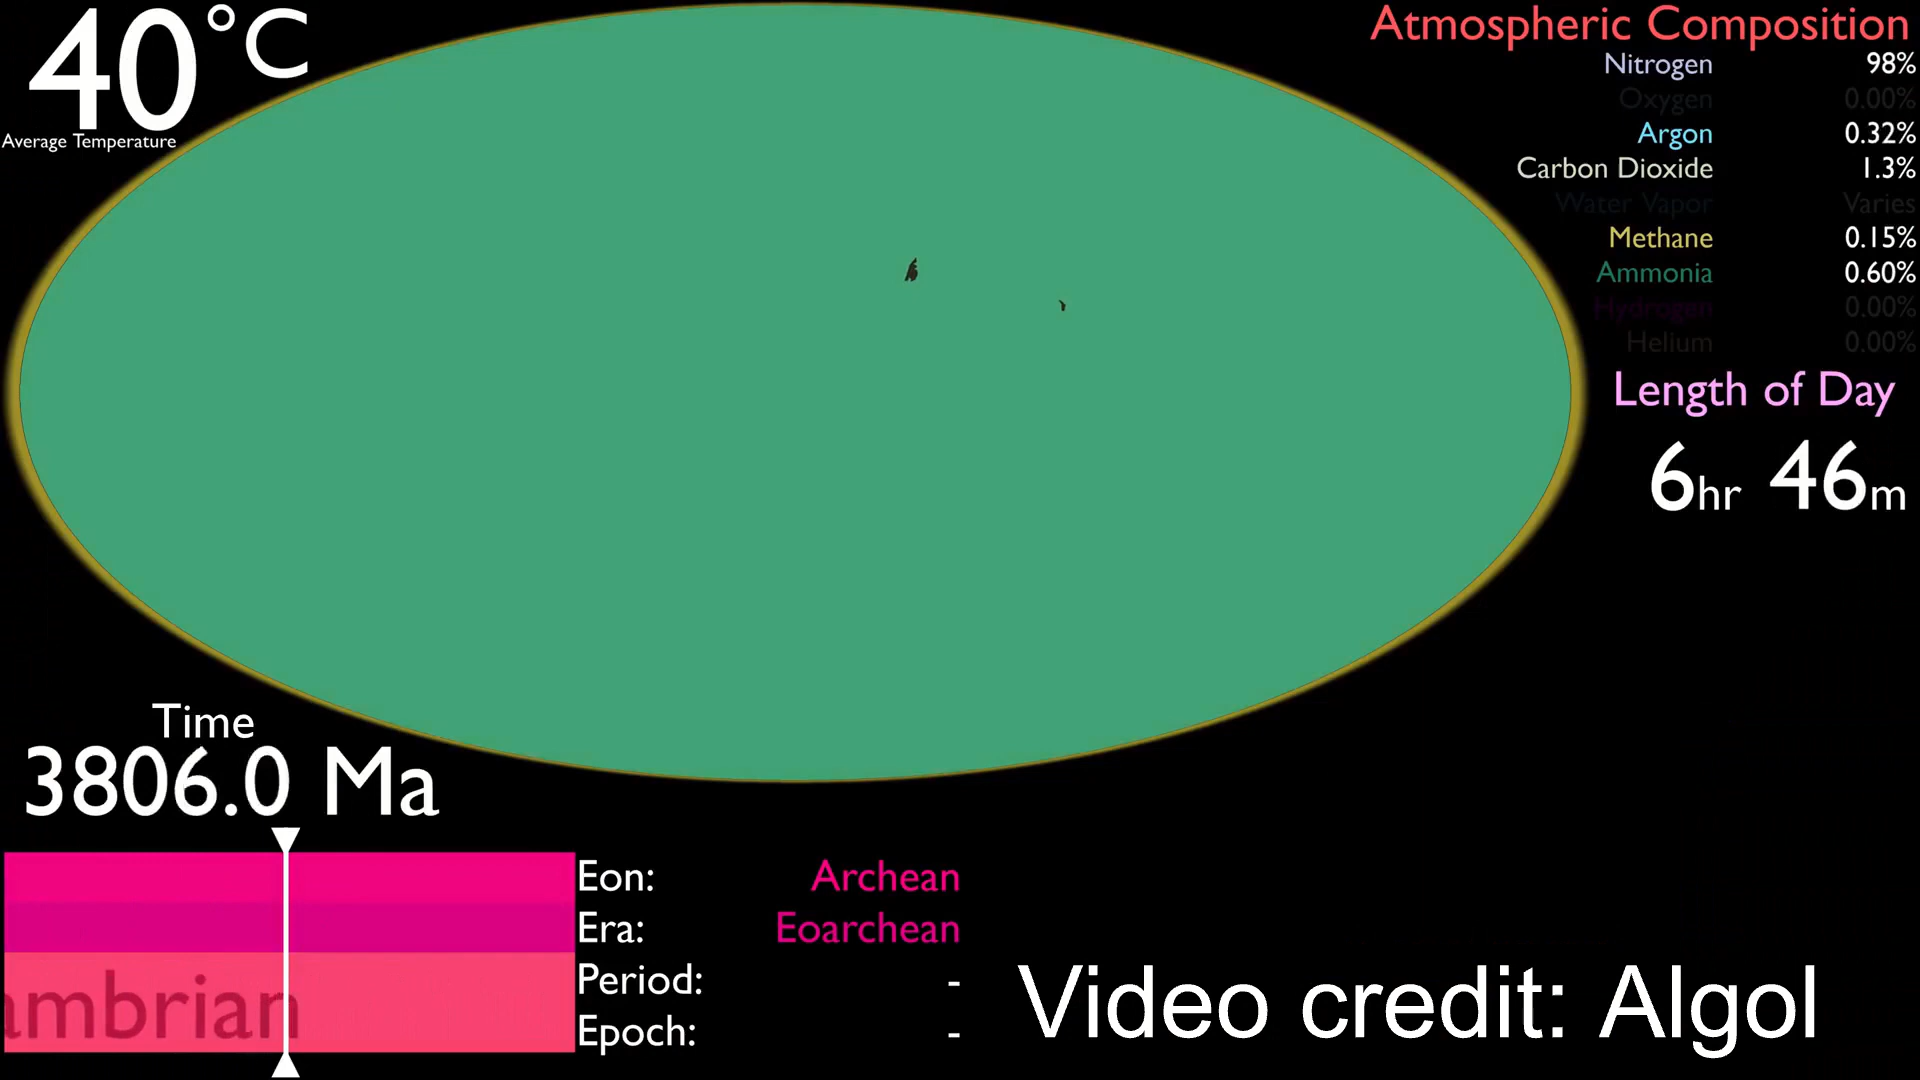 40°C
Average Temperature
Atmospheric Composition
Nitrogen 98%
Oxygen 0.00%
Argon 0.32%
Carbon Dioxide 1.3%
Water Vapor Varies
Methane 0.15%
Ammonia 0.60%
Hydrogen 0.00%
Helium 0.00%
Length of Day
6hr 46m
Time
3806.0 Ma
ambrian
Eon: Archean
Era: Eoarchean
Period: -
Epoch: -
Video credit: Algol